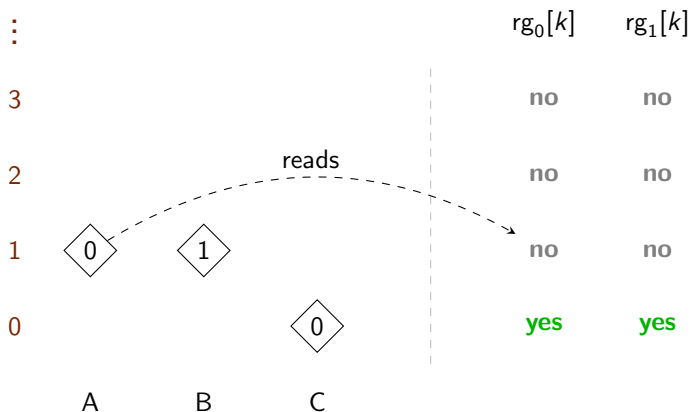 ⋮ rg₀[k] rg₁[k]
3 no no
reads
2 no no
1 0 1 no no
0 0 yes yes
A B C